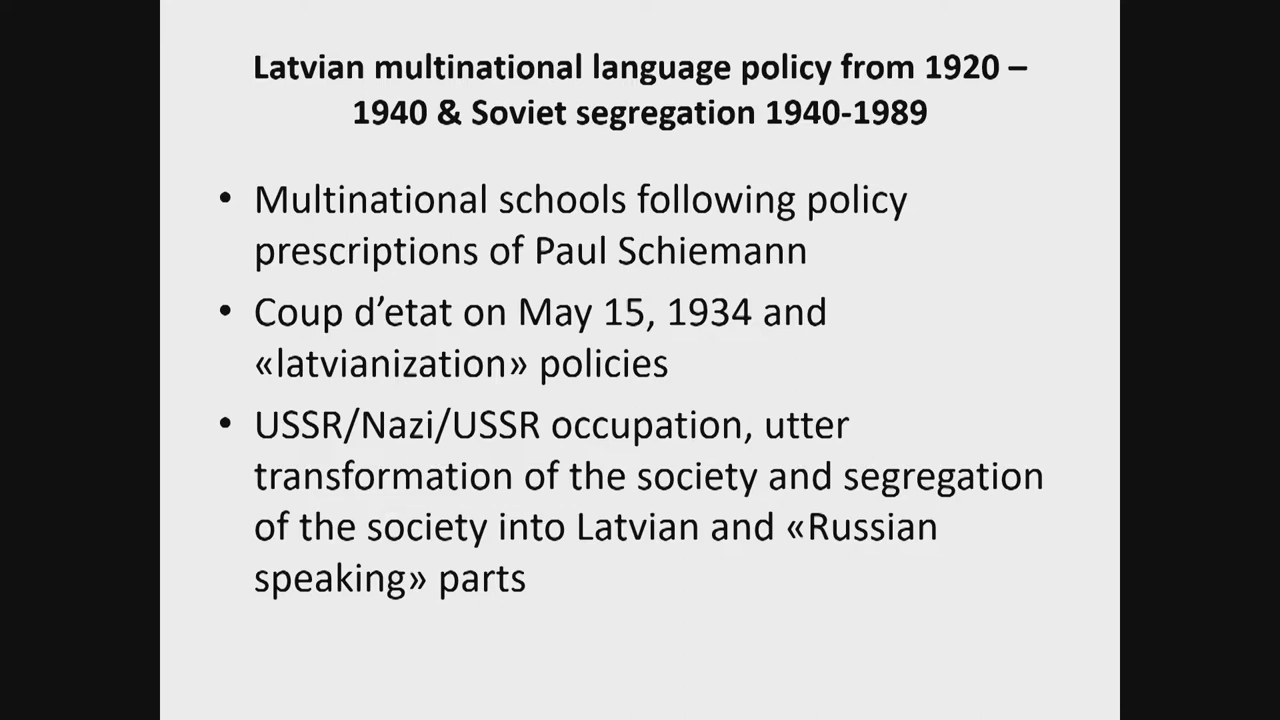 Latvian multinational language policy from 1920 –
1940 & Soviet segregation 1940-1989
• Multinational schools following policy
prescriptions of Paul Schiemann
• Coup d’etat on May 15, 1934 and
«latvianization» policies
• USSR/Nazi/USSR occupation, utter
transformation of the society and segregation
of the society into Latvian and «Russian
speaking» parts